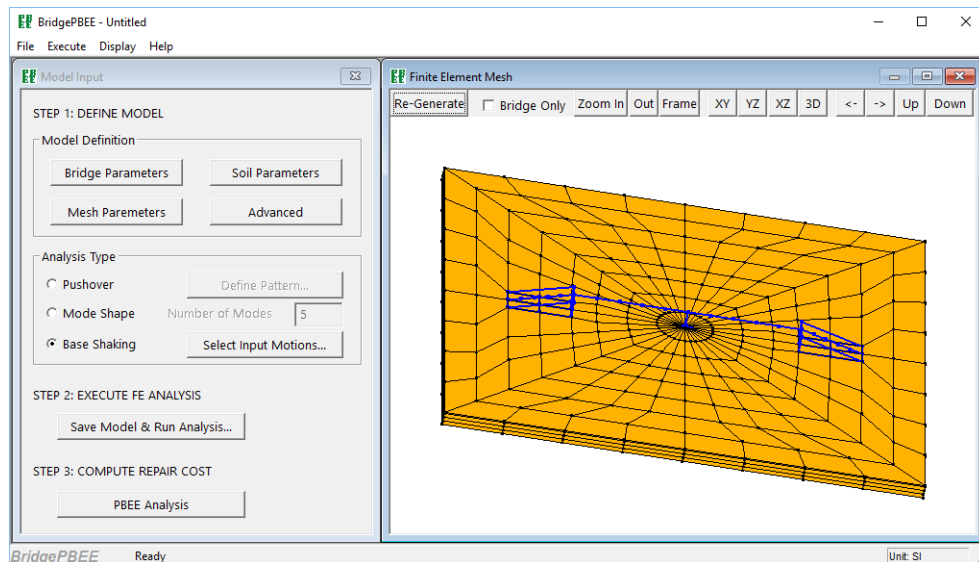 BridgePBEE - Untitled
File Execute Display Help
Model Input
STEP 1: DEFINE MODEL
Model Definition
Bridge Parameters Soil Parameters
Mesh Paremeters Advanced
Analysis Type
Pushover Define Pattern...
Mode Shape Number of Modes 5
Base Shaking Select Input Motions...
STEP 2: EXECUTE FE ANALYSIS
Save Model & Run Analysis...
STEP 3: COMPUTE REPAIR COST
PBEE Analysis
Finite Element Mesh
Re-Generate Bridge Only Zoom In Out Frame XY YZ XZ 3D <- -> Up Down
BridgePBEE Ready Unit: SI